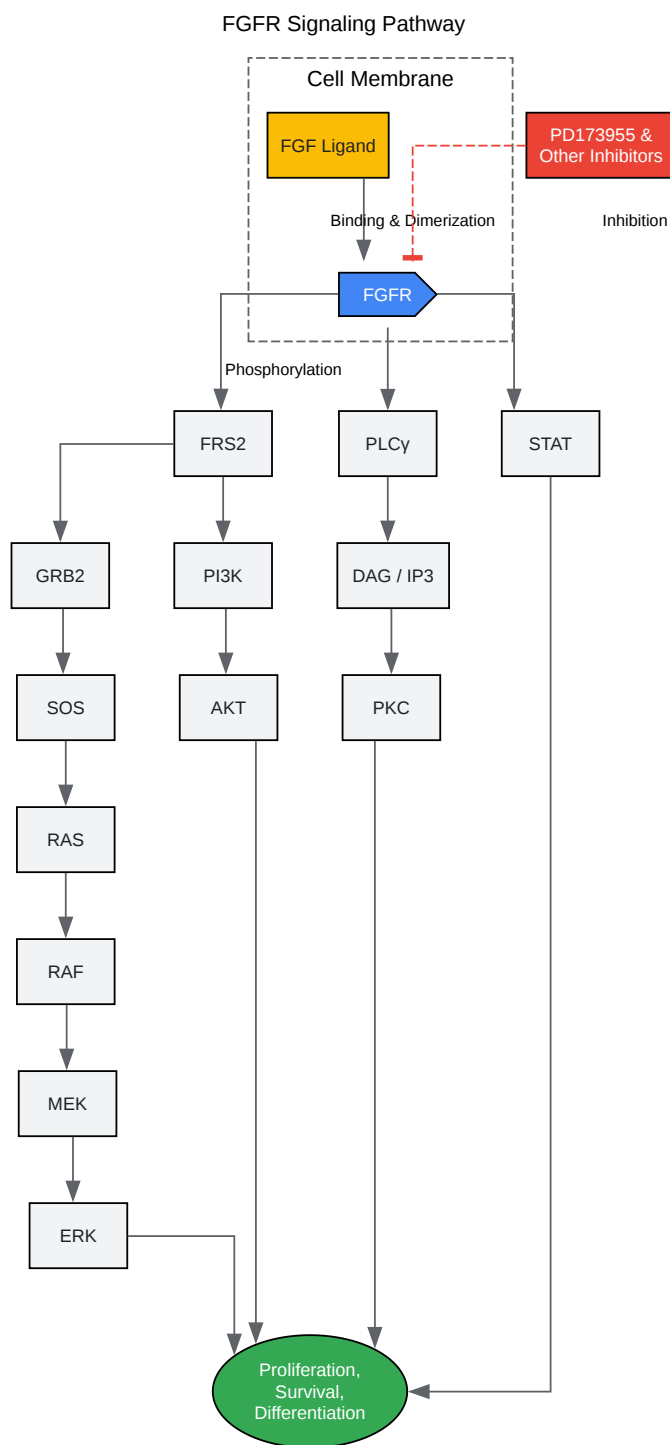 FGFR Signaling Pathway
Cell Membrane
FGF Ligand
PD173955 &
Other Inhibitors
Binding & Dimerization
Inhibition
FGFR
Phosphorylation
FRS2
PLCγ
STAT
GRB2
PI3K
DAG / IP3
SOS
AKT
PKC
RAS
RAF
MEK
ERK
Proliferation,
Survival,
Differentiation